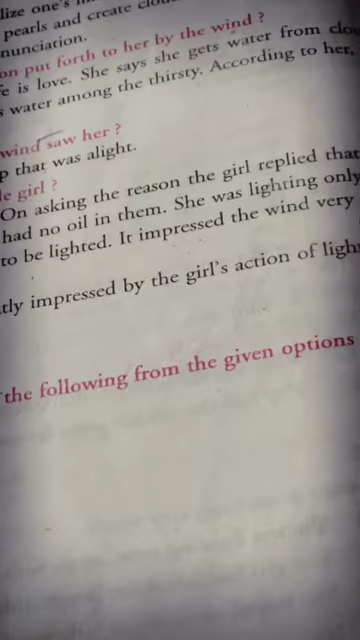 lize one's
pearls and create
nunciation.
on put forth to her by the wind ?
e is love. She says she gets water from
s water among the thirsty. According to her,
wind saw her ?
p that was alight.
le girl ?
On asking the reason the girl replied that
had no oil in them. She was lighting only
to be lighted. It impressed the wind very
tly impressed by the girl's action of ligh
the following from the given options